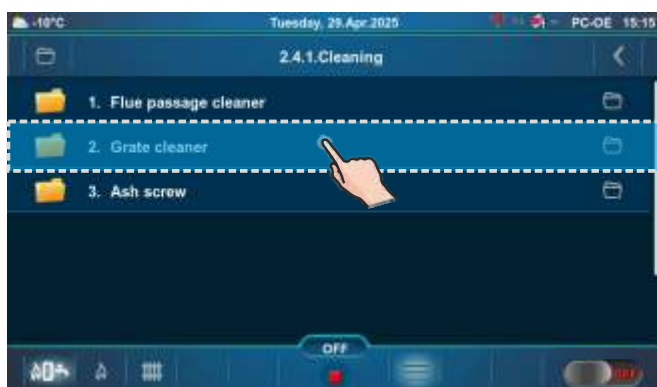 -10°C Tuesday, 29.Apr.2025 PC-OE 15:15
2.4.1.Cleaning
1. Flue passage cleaner
2. Grate cleaner
3. Ash screw
OFF
OFF